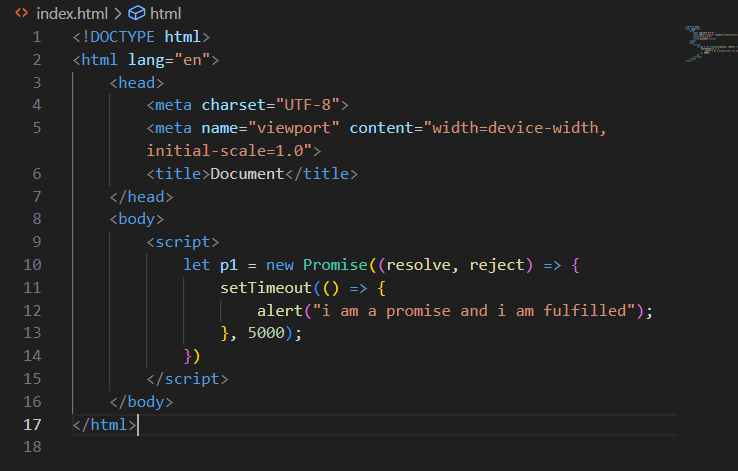 index.html > html
1 <!DOCTYPE html>
2 <html lang="en">
3 <head>
4 <meta charset="UTF-8">
5 <meta name="viewport" content="width=device-width,
initial-scale=1.0">
6 <title>Document</title>
7 </head>
8 <body>
9 <script>
10 let p1 = new Promise((resolve, reject) => {
11 setTimeout(() => {
12 alert("i am a promise and i am fulfilled");
13 }, 5000);
14 })
15 </script>
16 </body>
17 </html>
18